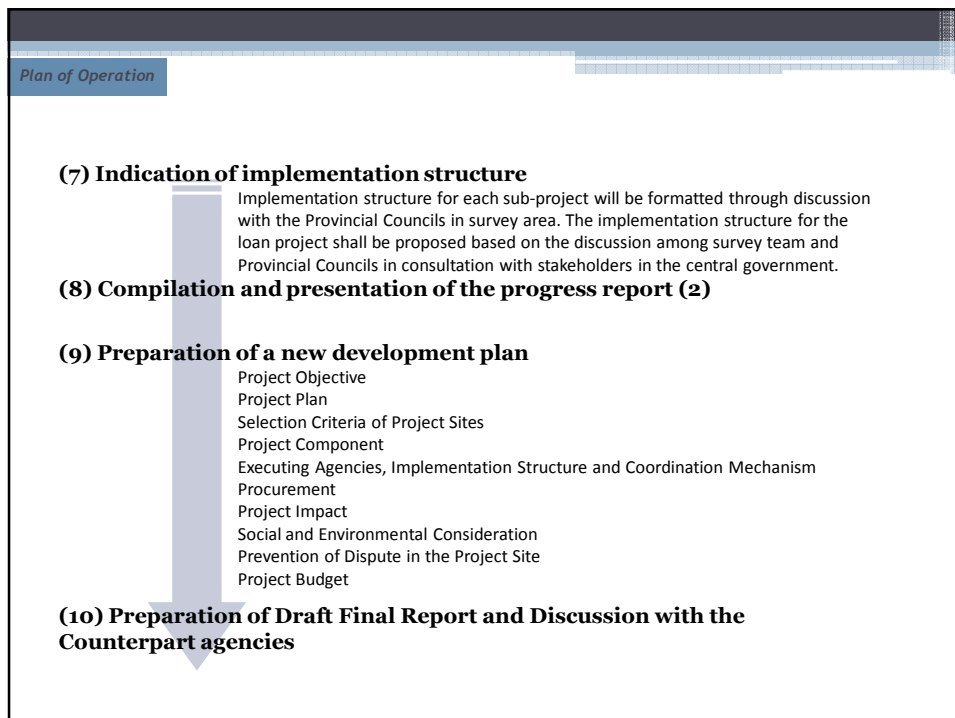 Plan of Operation
(7) Indication of implementation structure
Implementation structure for each sub-project will be formatted through discussion
with the Provincial Councils in survey area. The implementation structure for the
loan project shall be proposed based on the discussion among survey team and
Provincial Councils in consultation with stakeholders in the central government.
(8) Compilation and presentation of the progress report (2)
(9) Preparation of a new development plan
Project Objective
Project Plan
Selection Criteria of Project Sites
Project Component
Executing Agencies, Implementation Structure and Coordination Mechanism
Procurement
Project Impact
Social and Environmental Consideration
Prevention of Dispute in the Project Site
Project Budget
(10) Preparation of Draft Final Report and Discussion with the
Counterpart agencies